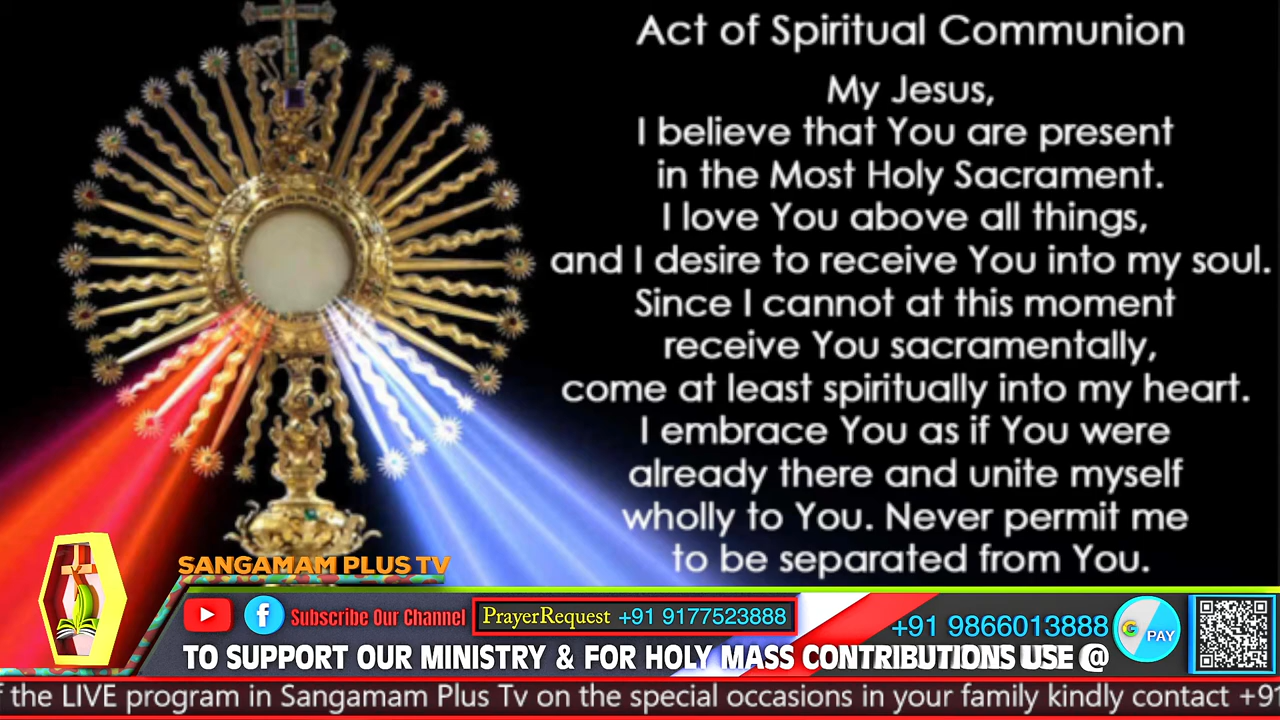 Act of Spiritual Communion
My Jesus,
I believe that You are present
in the Most Holy Sacrament.
I love You above all things,
and I desire to receive You into my soul.
Since I cannot at this moment
receive You sacramentally,
come at least spiritually into my heart.
I embrace You as if You were
already there and unite myself
wholly to You. Never permit me
to be separated from You.
SANGAMAM PLUS TV
Subscribe Our Channel
PrayerRequest +91 9177523888
+91 9866013888
G PAY
TO SUPPORT OUR MINISTRY & FOR HOLY MASS CONTRIBUTIONS USE @
f the LIVE program in Sangamam Plus Tv on the special occasions in your family kindly contact +91